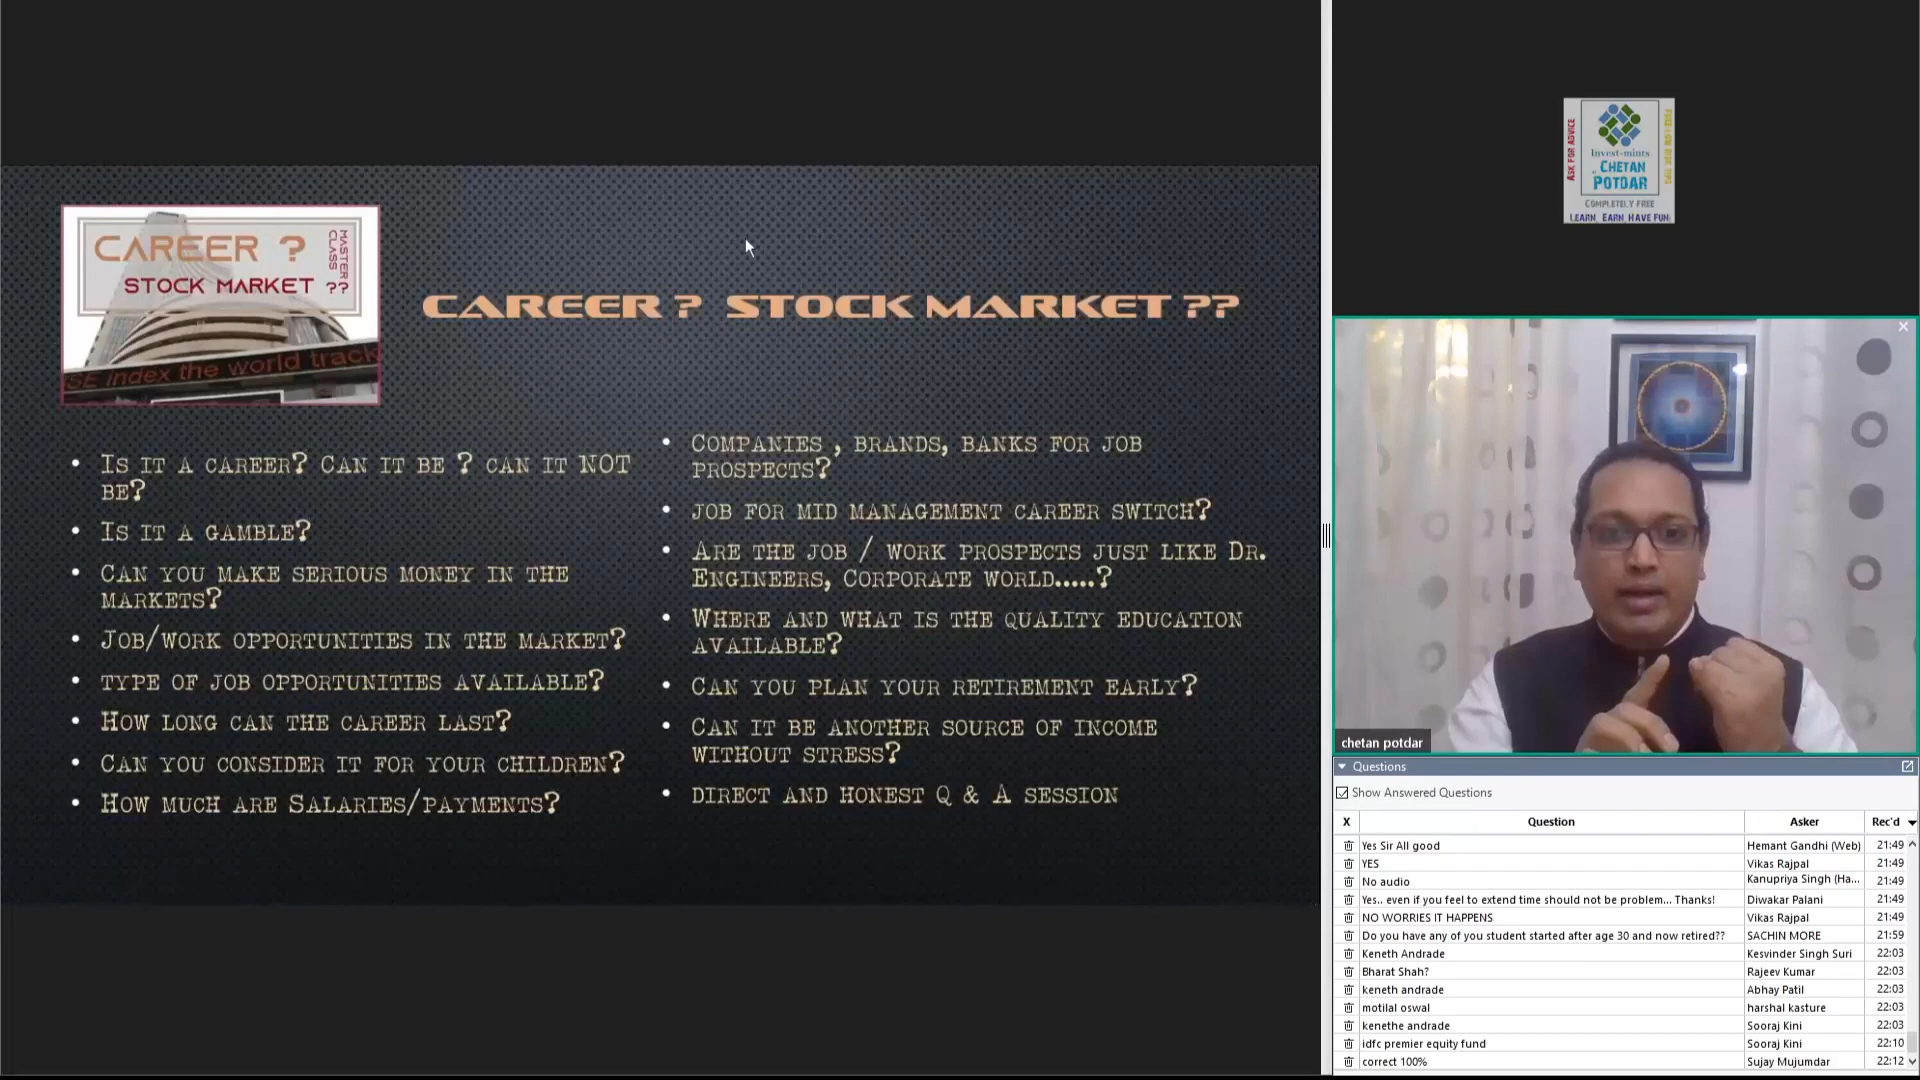 CAREER ?
STOCK MARKET ??
MASTER
CLASS
SE index the world track
CAREER ? STOCK MARKET ??
Is it a career? Can it be ? can it NOT
be?
Is it a gamble?
Can you make serious money in the
markets?
Job/work opportunities in the market?
type of job opportunities available?
How long can the career last?
Can you consider it for your children?
How much are Salaries/payments?
Companies , brands, banks for job
prospects?
job for mid management career switch?
Are the job / work prospects just like Dr.
Engineers, Corporate world.....?
Where and what is the quality education
available?
Can you plan your retirement early?
Can it be another source of income
without stress?
direct and honest Q & A session
ASK FOR ADVICE
Invest-mints
CHETAN
POTDAR
COMPLETELY FREE
LEARN, EARN, HAVE FUN.
chetan potdar
Questions
Show Answered Questions
X Question Asker Rec'd
Yes Sir All good Hemant Gandhi (Web) 21:49
YES Vikas Rajpal 21:49
No audio Kanupriya Singh (Ha... 21:49
Yes.. even if you feel to extend time should not be problem... Thanks! Diwakar Palani 21:49
NO WORRIES IT HAPPENS Vikas Rajpal 21:49
Do you have any of you student started after age 30 and now retired?? SACHIN MORE 21:59
Keneth Andrade Kesvinder Singh Suri 22:03
Bharat Shah? Rajeev Kumar 22:03
keneth andrade Abhay Patil 22:03
motilal oswal harshal kasture 22:03
kenethe andrade Sooraj Kini 22:03
idfc premier equity fund Sooraj Kini 22:10
correct 100% Sujay Mujumdar 22:12